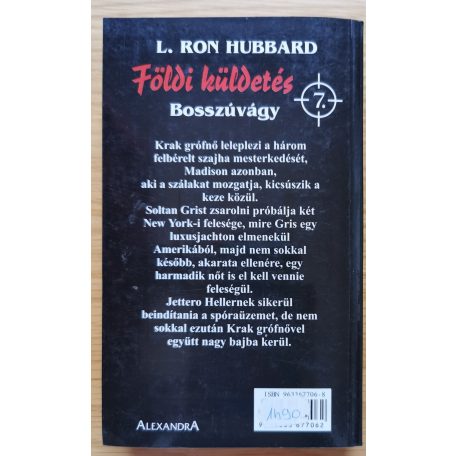 L. RON HUBBARD
Földi küldetés
7.
Bosszúvágy
Krak grófnő leleplezi a három
felbérelt szajha mesterkedését,
Madison azonban,
aki a szálakat mozgatja, kicsúszik a
keze közül.
Soltan Grist zsarolni próbálja két
New York-i felesége, mire Gris egy
luxusjachton elmenekül
Amerikából, majd nem sokkal
később, akarata ellenére, egy
harmadik nőt is el kell vennie
feleségül.
Jettero Hellernek sikerül
beindítania a spóraüzemet, de nem
sokkal ezután Krak grófnővel
együtt nagy bajba kerül.
ISBN 963367706-8
1490
677062
ALEXANDRA